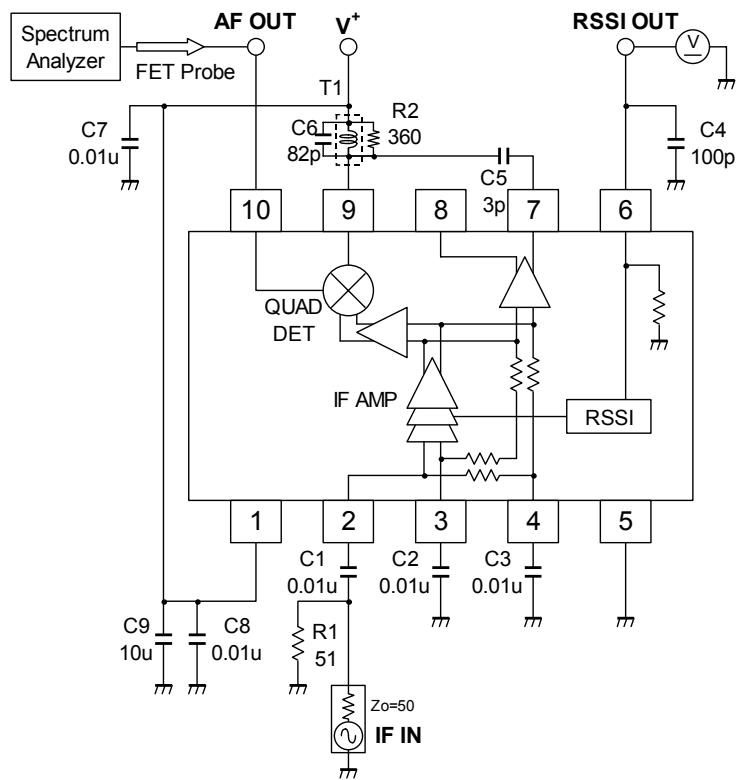 AF OUT
V+
RSSI OUT
Spectrum
Analyzer
FET Probe
V
T1
C7
0.01u
C6
82p
R2
360
C5
3p
C4
100p
10
9
8
7
6
QUAD
DET
IF AMP
RSSI
1
2
3
4
5
C1
0.01u
C2
0.01u
C3
0.01u
C9
10u
C8
0.01u
R1
51
Zo=50
IF IN